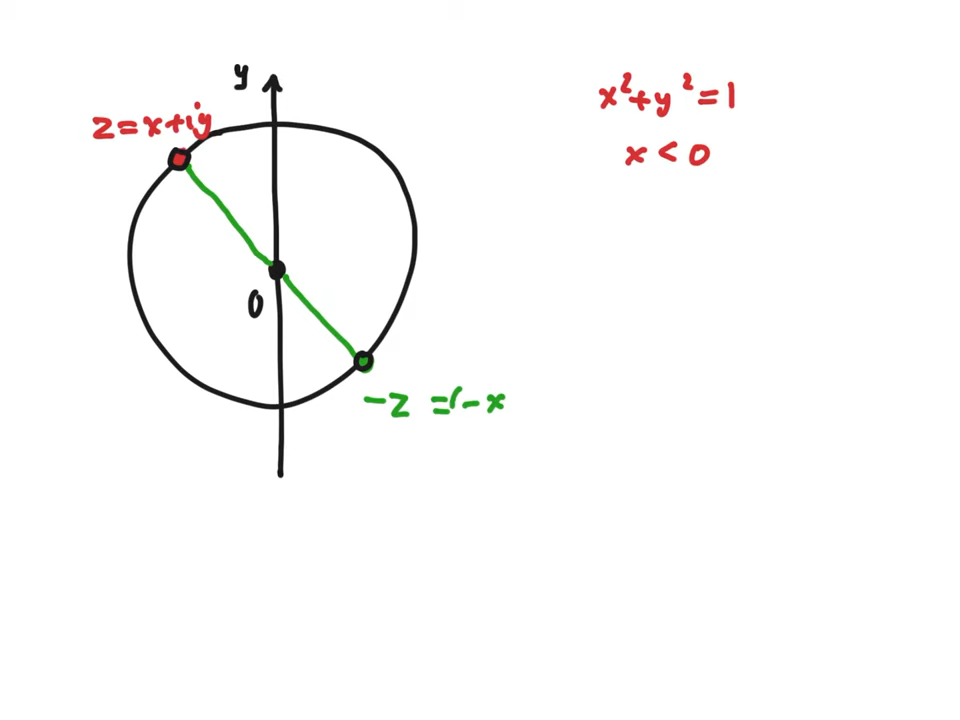 y
x²+y²=1
z=x+iy
x<0
0
-z =(-x